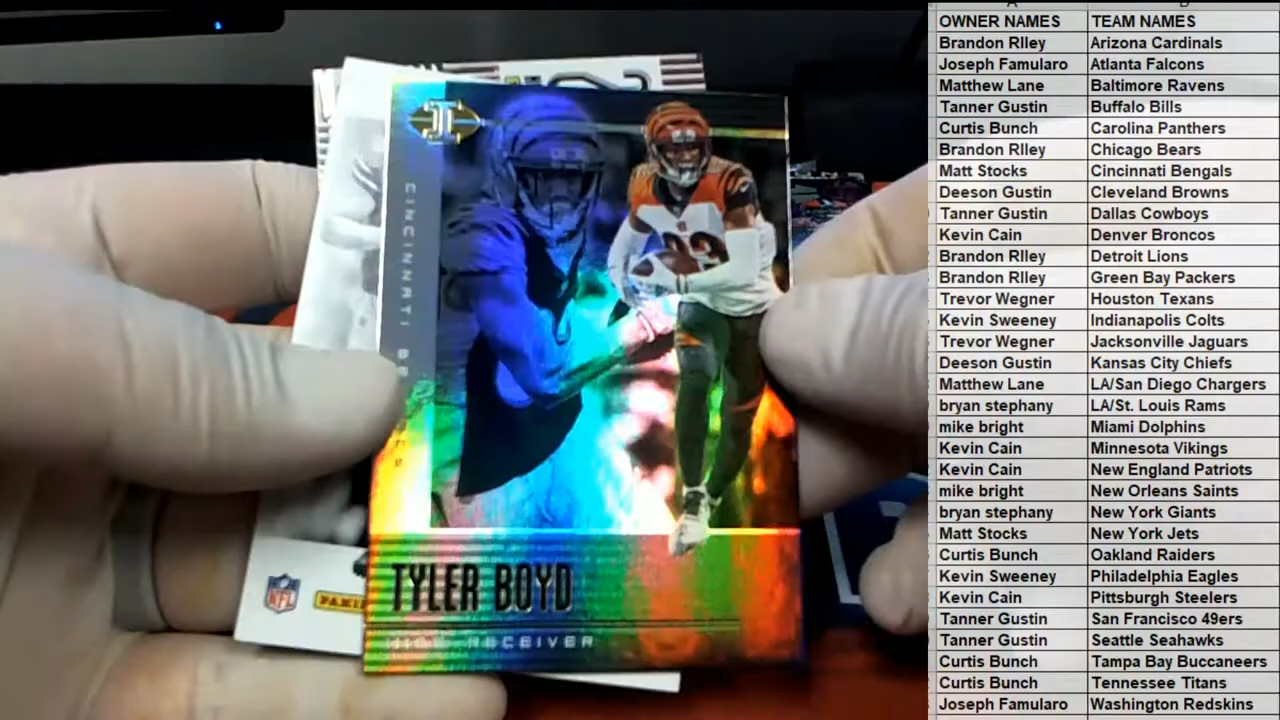 CINCINNATI
83
TYLER BOYD
WIDE RECEIVER
NFL
OWNER NAMES TEAM NAMES
Brandon RIley Arizona Cardinals
Joseph Famularo Atlanta Falcons
Matthew Lane Baltimore Ravens
Tanner Gustin Buffalo Bills
Curtis Bunch Carolina Panthers
Brandon RIley Chicago Bears
Matt Stocks Cincinnati Bengals
Deeson Gustin Cleveland Browns
Tanner Gustin Dallas Cowboys
Kevin Cain Denver Broncos
Brandon RIley Detroit Lions
Brandon RIley Green Bay Packers
Trevor Wegner Houston Texans
Kevin Sweeney Indianapolis Colts
Trevor Wegner Jacksonville Jaguars
Deeson Gustin Kansas City Chiefs
Matthew Lane LA/San Diego Chargers
bryan stephany LA/St. Louis Rams
mike bright Miami Dolphins
Kevin Cain Minnesota Vikings
Kevin Cain New England Patriots
mike bright New Orleans Saints
bryan stephany New York Giants
Matt Stocks New York Jets
Curtis Bunch Oakland Raiders
Kevin Sweeney Philadelphia Eagles
Kevin Cain Pittsburgh Steelers
Tanner Gustin San Francisco 49ers
Tanner Gustin Seattle Seahawks
Curtis Bunch Tampa Bay Buccaneers
Curtis Bunch Tennessee Titans
Joseph Famularo Washington Redskins